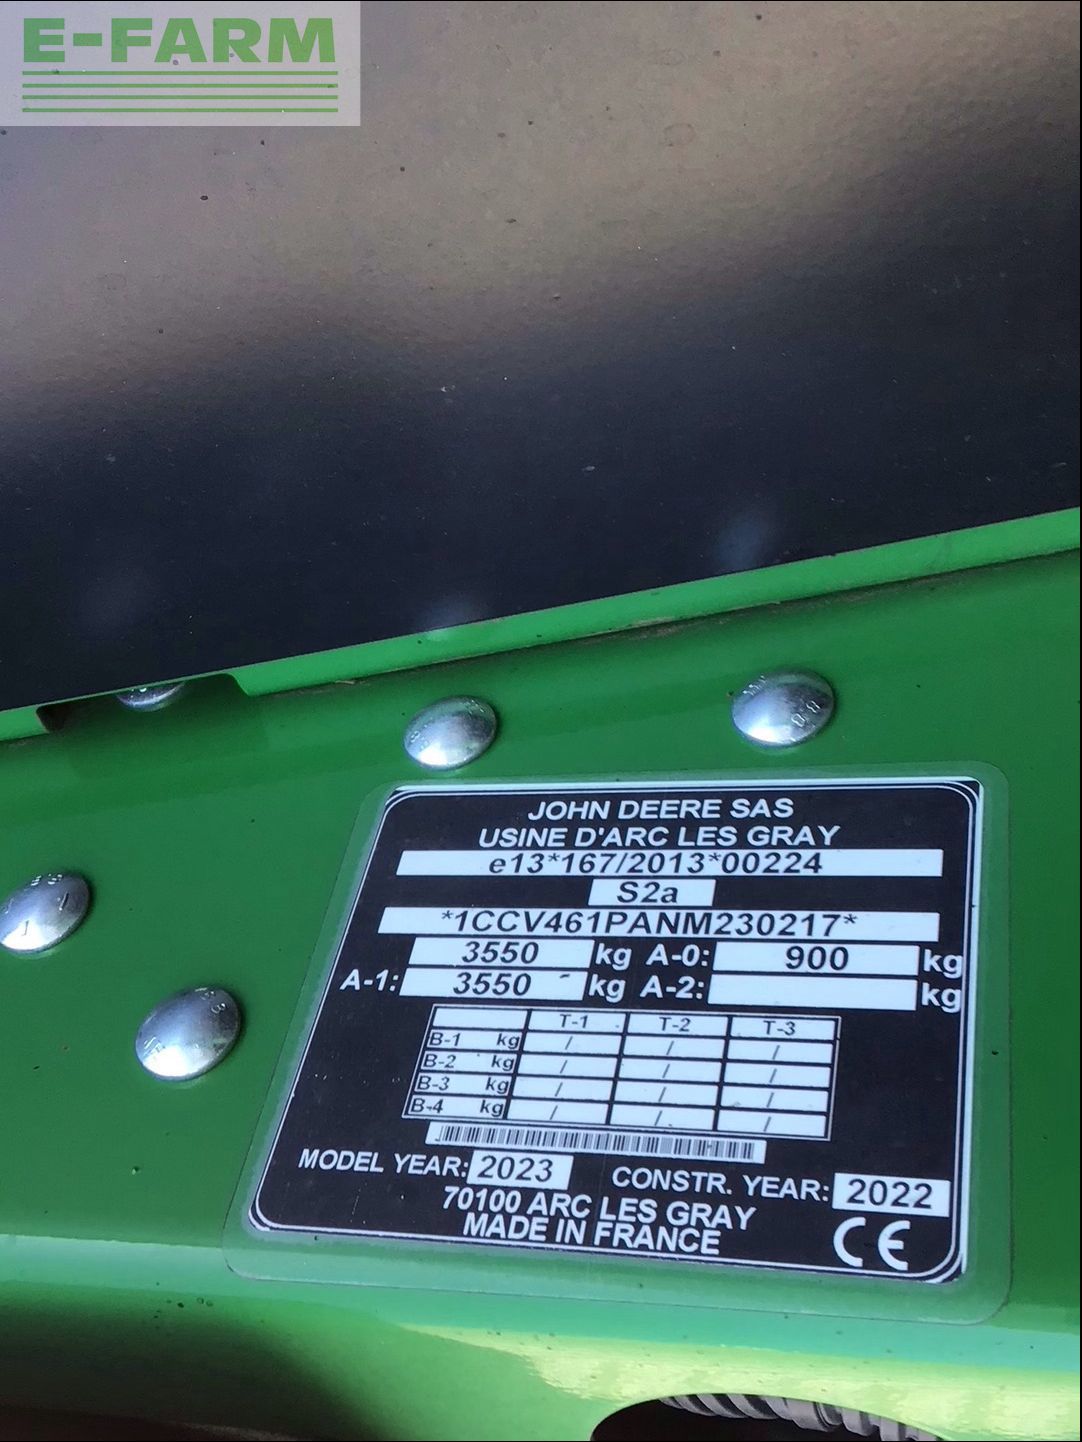 E-FARM
JOHN DEERE SAS
USINE D'ARC LES GRAY
e13*167/2013*00224
S2a
*1CCV461PANM230217*
3550 kg A-0: 900 kg
A-1: 3550 kg A-2: kg
T-1 T-2 T-3
B-1 kg / / /
B-2 kg / / /
B-3 kg / / /
B-4 kg / / /
MODEL YEAR: 2023 CONSTR. YEAR: 2022
70100 ARC LES GRAY
MADE IN FRANCE
CE